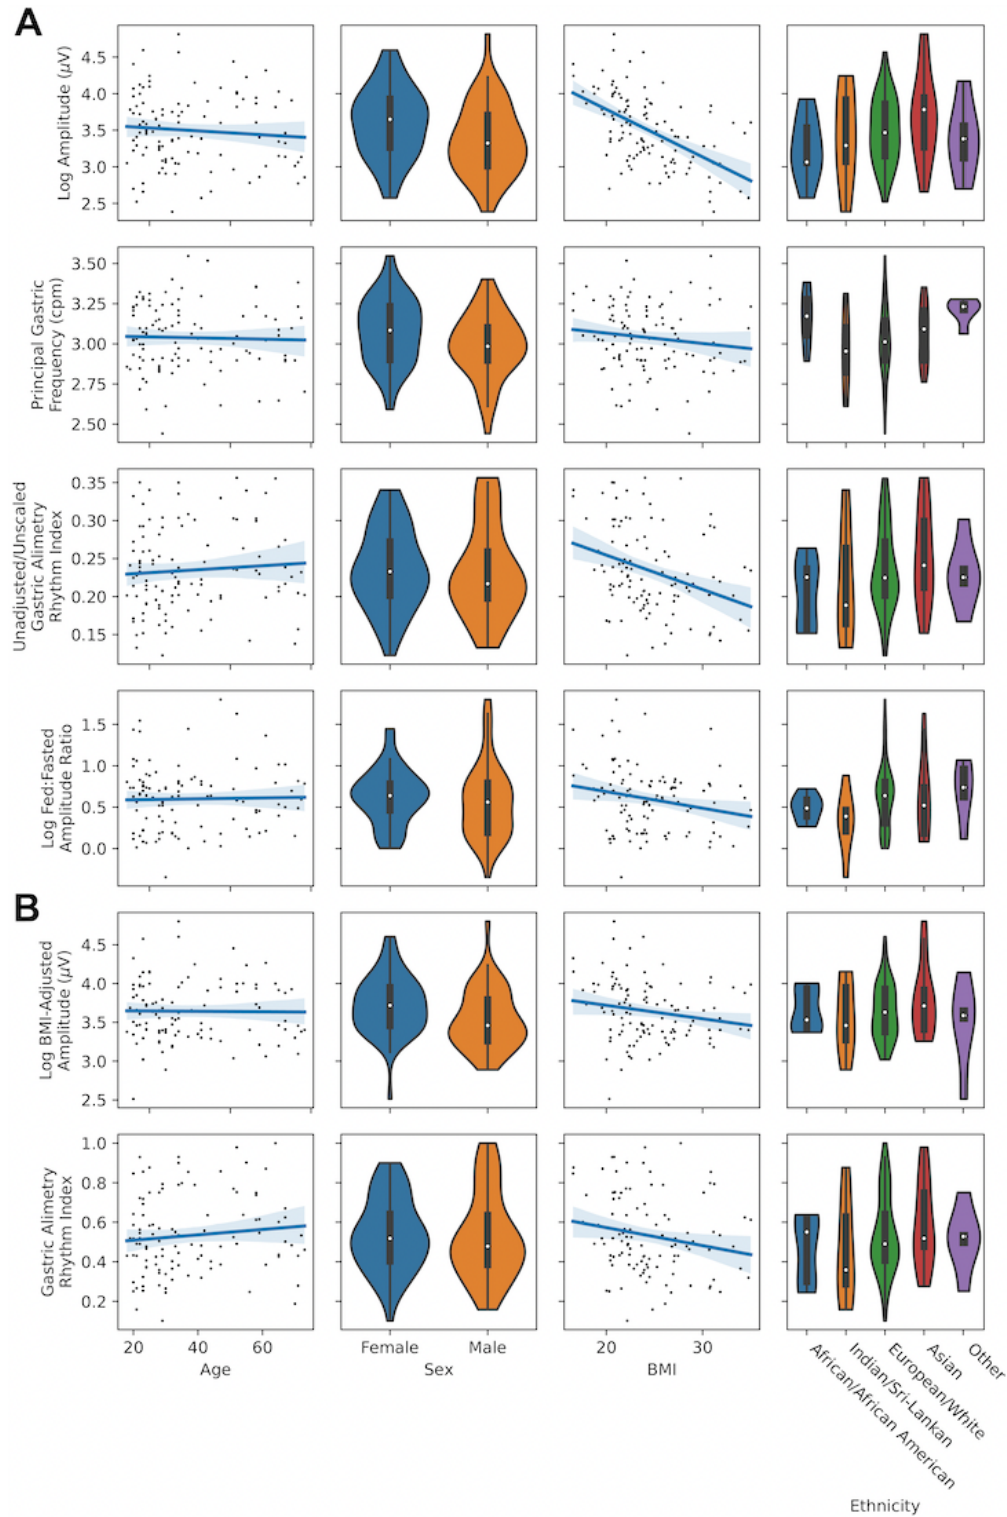 A
Log Amplitude (μV)
4.5
4.0
3.5
3.0
2.5
Principal Gastric
Frequency (cpm)
3.50
3.25
3.00
2.75
2.50
Unadjusted/Unscaled
Gastric Alimetry
Rhythm Index
0.35
0.30
0.25
0.20
0.15
Log Fed:Fasted
Amplitude Ratio
1.5
1.0
0.5
0.0
B
Log BMI-Adjusted
Amplitude (μV)
4.5
4.0
3.5
3.0
2.5
Gastric Alimetry
Rhythm Index
1.0
0.8
0.6
0.4
0.2
20 40 60
Age
Female Male
Sex
20 30
BMI
African/African American
Indian/Sri-Lankan
European/White
Asian
Other
Ethnicity